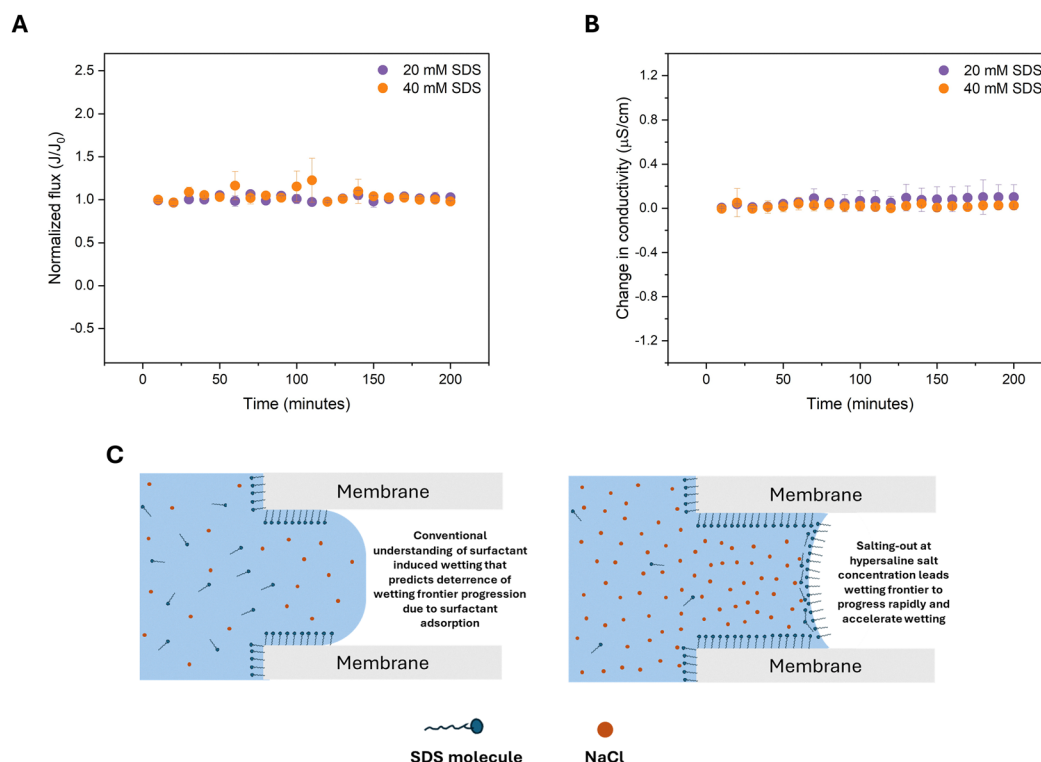 A
2.5
2.0
1.5
1.0
0.5
0.0
-0.5
Normalized flux (J/J0)
20 mM SDS
40 mM SDS
0
50
100
150
200
Time (minutes)
B
1.2
0.8
0.4
0.0
-0.4
-0.8
-1.2
Change in conductivity (μS/cm)
20 mM SDS
40 mM SDS
0
50
100
150
200
Time (minutes)
C
Membrane
Conventional
understanding of surfactant
induced wetting that
predicts deterrence of
wetting frontier progression
due to surfactant
adsorption
Membrane
Membrane
Salting-out at
hypersaline salt
concentration leads
wetting frontier to
progress rapidly and
accelerate wetting
Membrane
SDS molecule
NaCl